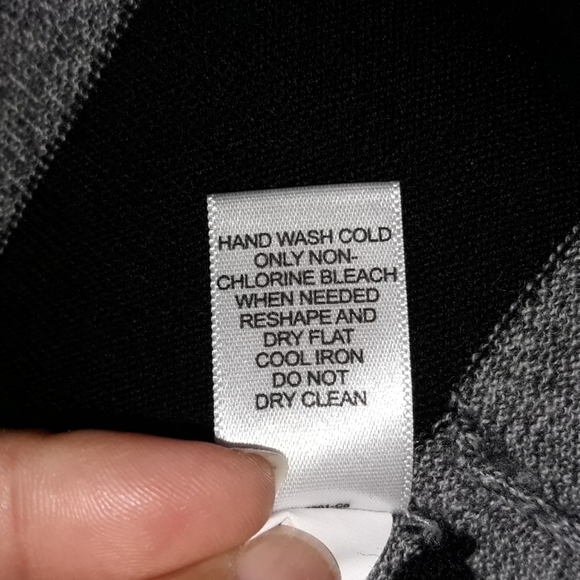 HAND WASH COLD
ONLY NON-
CHLORINE BLEACH
WHEN NEEDED
RESHAPE AND
DRY FLAT
COOL IRON
DO NOT
DRY CLEAN